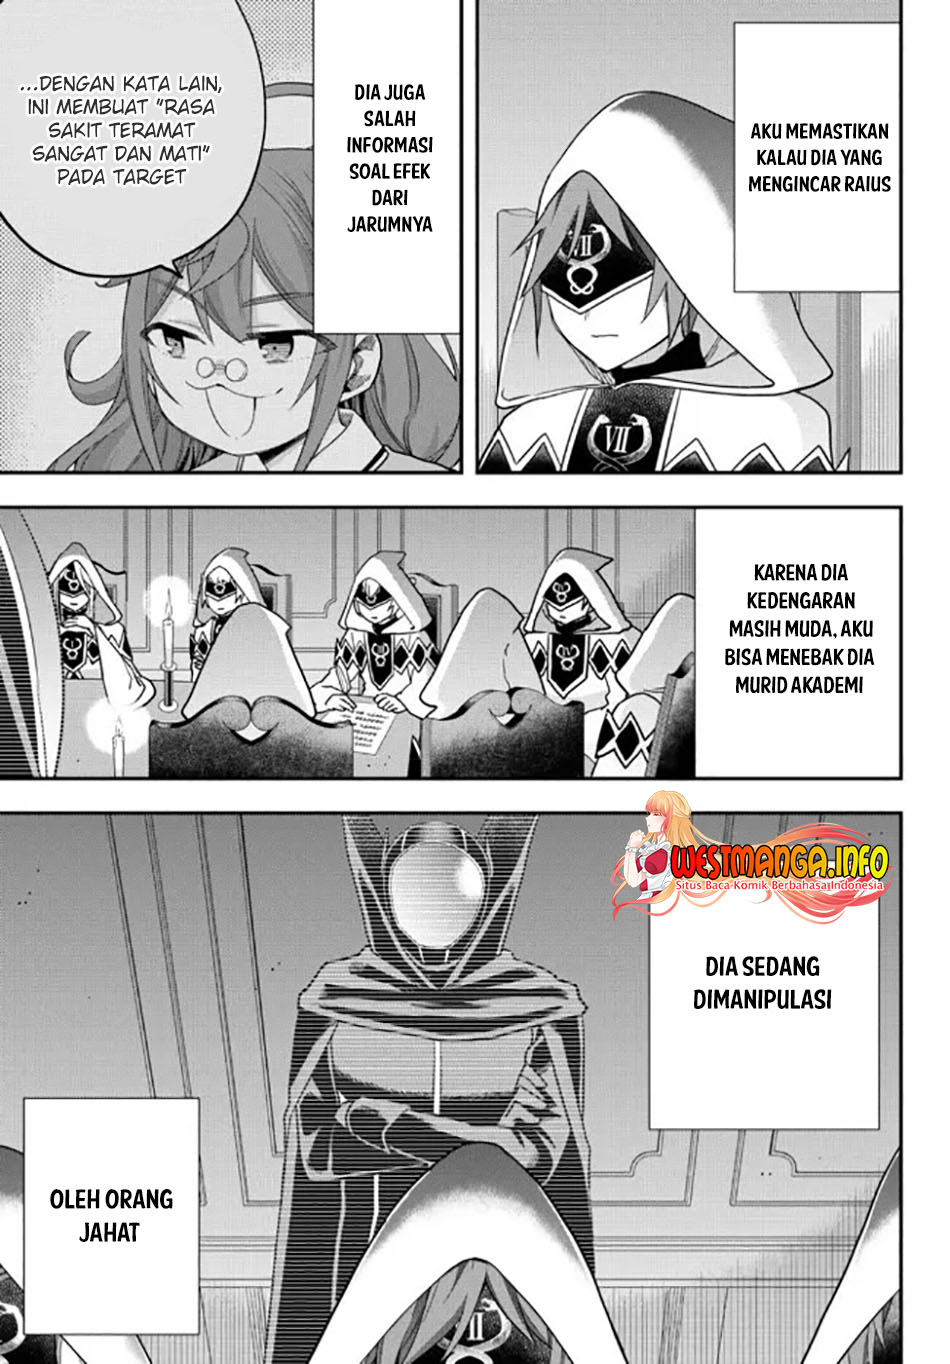 AKU MEMASTIKAN
KALAU DIA YANG
MENGINCAR RAIUS
VII
VII
DIA JUGA
SALAH
INFORMASI
SOAL EFEK
DARI
JARUMNYA
...DENGAN KATA LAIN,
INI MEMBUAT "RASA
SAKIT TERAMAT
SANGAT DAN MATI"
PADA TARGET
KARENA DIA
KEDENGARAN
MASIH MUDA, AKU
BISA MENEBAK DIA
MURID AKADEMI
WESTMANGA.INFO
Situs Baca Komik Berbahasa Indonesia
DIA SEDANG
DIMANIPULASI
OLEH ORANG
JAHAT